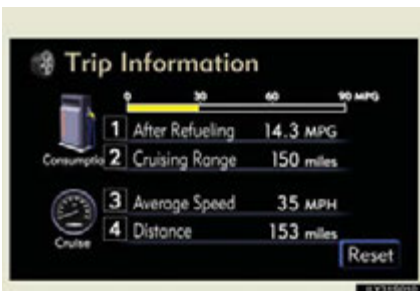 Trip Information
0 30 60 90 MPG
1 After Refueling 14.3 MPG
Consumptio 2 Cruising Range 150 miles
3 Average Speed 35 MPH
Cruise 4 Distance 153 miles
Reset